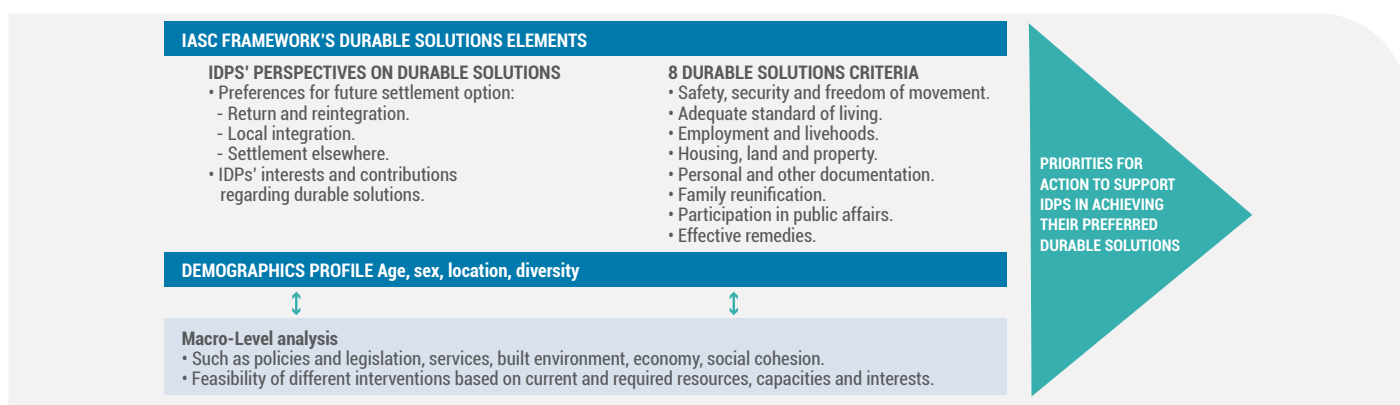 IASC FRAMEWORK'S DURABLE SOLUTIONS ELEMENTS
IDPS' PERSPECTIVES ON DURABLE SOLUTIONS
• Preferences for future settlement option:
- Return and reintegration.
- Local integration.
- Settlement elsewhere.
• IDPs' interests and contributions
regarding durable solutions.
8 DURABLE SOLUTIONS CRITERIA
• Safety, security and freedom of movement.
• Adequate standard of living.
• Employment and livehoods.
• Housing, land and property.
• Personal and other documentation.
• Family reunification.
• Participation in public affairs.
• Effective remedies.
DEMOGRAPHICS PROFILE Age, sex, location, diversity
Macro-Level analysis
• Such as policies and legislation, services, built environment, economy, social cohesion.
• Feasibility of different interventions based on current and required resources, capacities and interests.
PRIORITIES FOR
ACTION TO SUPPORT
IDPS IN ACHIEVING
THEIR PREFERRED
DURABLE SOLUTIONS